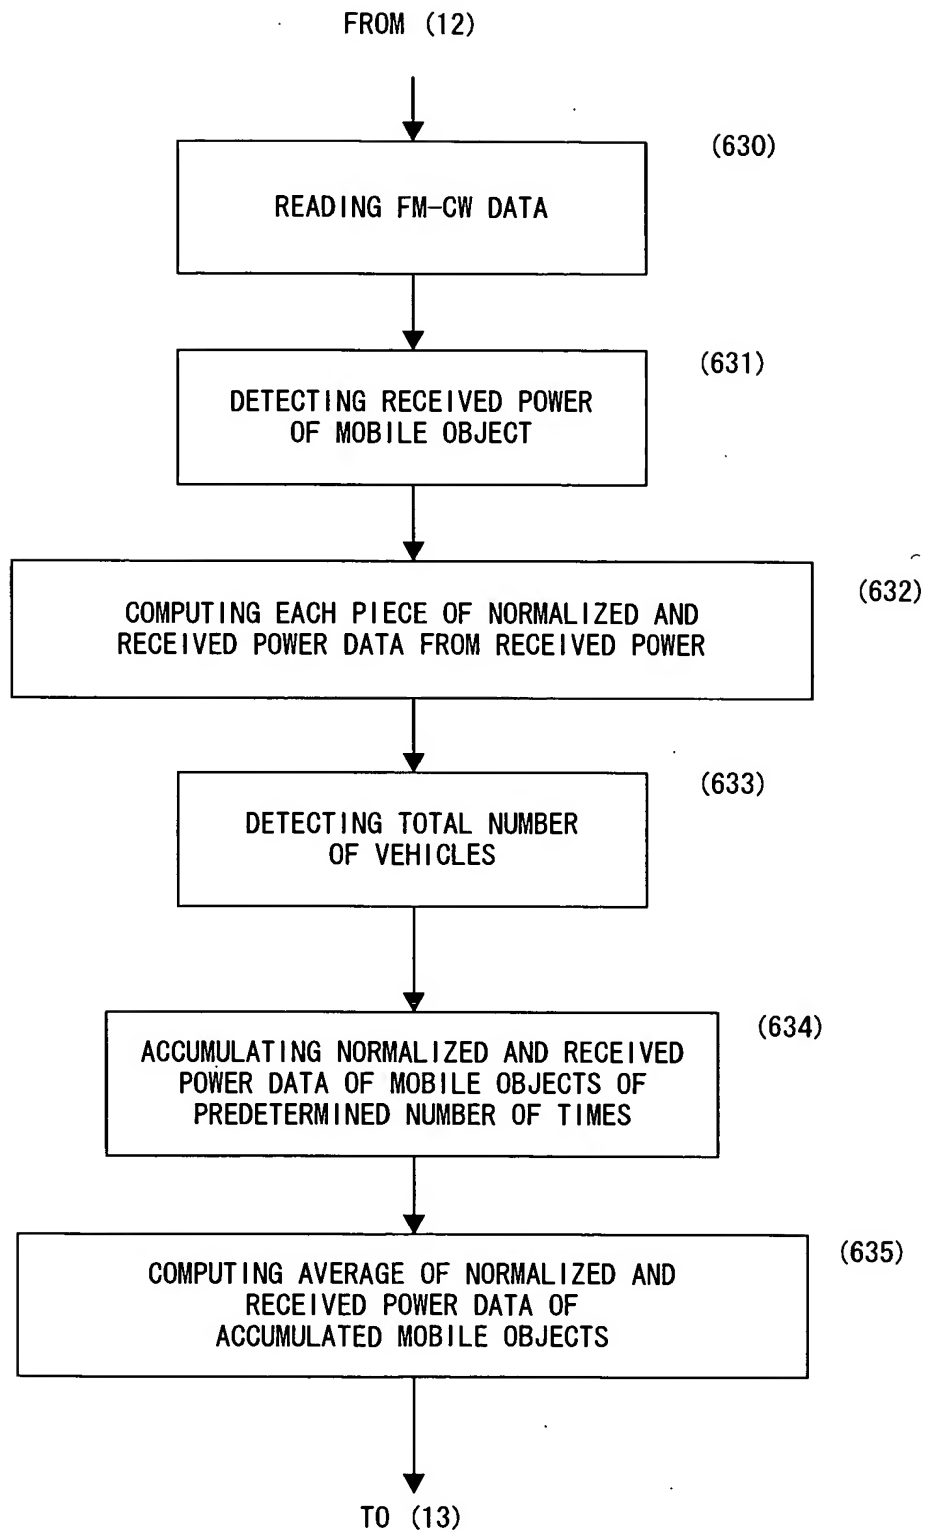 FROM (12)
(630)
READING FM-CW DATA
(631)
DETECTING RECEIVED POWER
OF MOBILE OBJECT
(632)
COMPUTING EACH PIECE OF NORMALIZED AND
RECEIVED POWER DATA FROM RECEIVED POWER
(633)
DETECTING TOTAL NUMBER
OF VEHICLES
(634)
ACCUMULATING NORMALIZED AND RECEIVED
POWER DATA OF MOBILE OBJECTS OF
PREDETERMINED NUMBER OF TIMES
(635)
COMPUTING AVERAGE OF NORMALIZED AND
RECEIVED POWER DATA OF
ACCUMULATED MOBILE OBJECTS
TO (13)